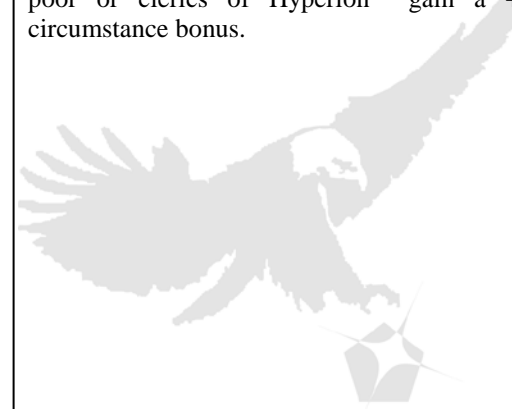 poor or clerics of Hyperion gain a
circumstance bonus.